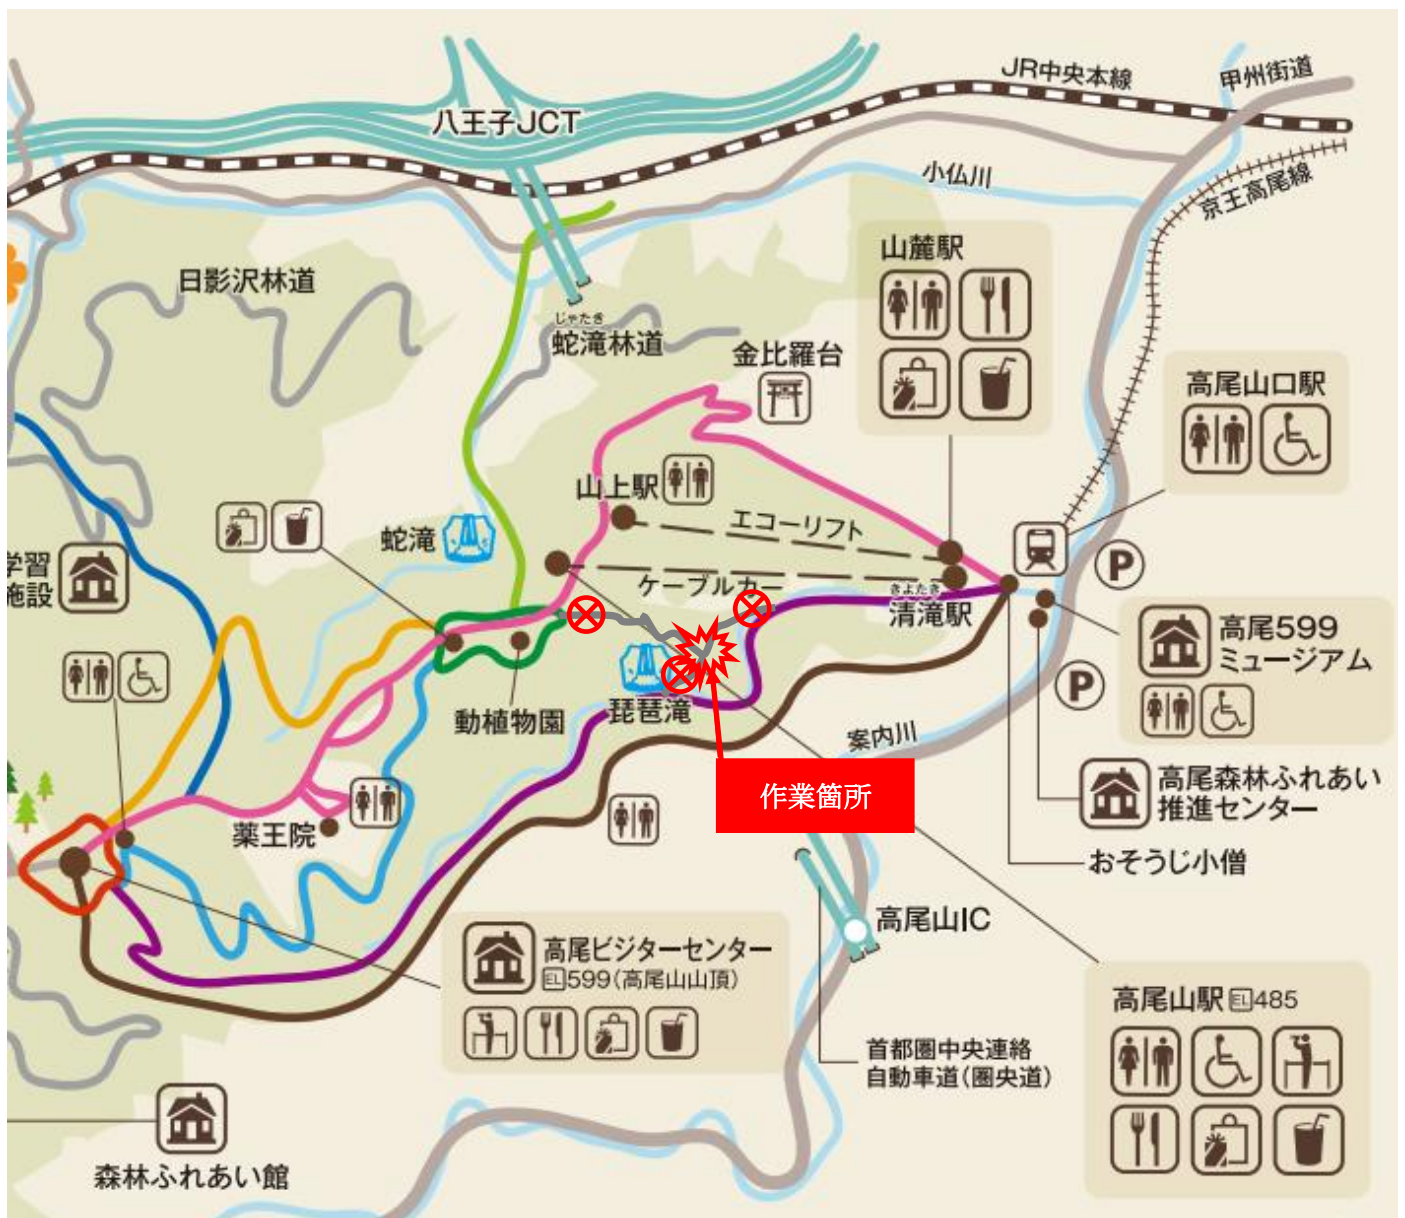 JR中央本線
甲州街道
八王子JCT
小仏川
京王高尾線
山麓駅
日影沢林道
じゃたき
蛇滝林道
金比羅台
高尾山口駅
山上駅
エコーリフト
蛇滝
学習
施設
ケーブルカー
きよたき
清滝駅
P
高尾599
ミュージアム
P
動植物園
琵琶滝
案内川
作業箇所
高尾森林ふれあい
推進センター
薬王院
おそうじ小僧
高尾山IC
高尾ビジターセンター
EL599(高尾山山頂)
高尾山駅 EL485
首都圏中央連絡
自動車道(圏央道)
森林ふれあい館